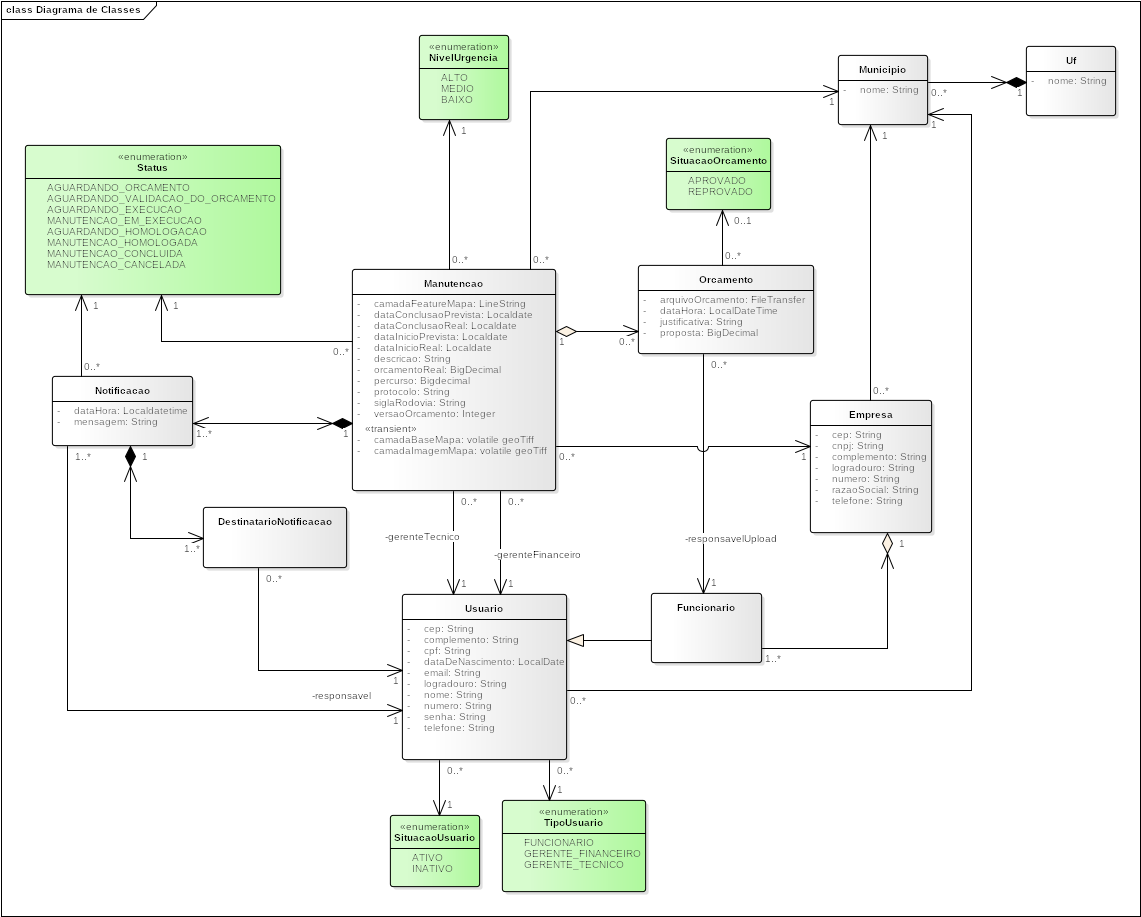 class Diagrama de Classes
«enumeration»
NivelUrgencia
ALTO
MEDIO
BAIXO
1
Municipio
- nome: String
0..*
1
1
1
1
Uf
- nome: String
«enumeration»
Status
AGUARDANDO_ORCAMENTO
AGUARDANDO_VALIDACAO_DO_ORCAMENTO
AGUARDANDO_EXECUCAO
MANUTENCAO_EM_EXECUCAO
AGUARDANDO_HOMOLOGACAO
MANUTENCAO_HOMOLOGADA
MANUTENCAO_CONCLUIDA
MANUTENCAO_CANCELADA
1
1
«enumeration»
SituacaoOrcamento
APROVADO
REPROVADO
0..1
0..*
0..*
0..*
Manutencao
- camadaFeatureMapa: LineString
- dataConclusaoPrevista: Localdate
- dataConclusaoReal: Localdate
- dataInicioPrevista: Localdate
- dataInicioReal: Localdate
- descricao: String
- orcamentoReal: BigDecimal
- percurso: Bigdecimal
- protocolo: String
- siglaRodovia: String
- versaoOrcamento: Integer
«transient»
- camadaBaseMapa: volatile geoTiff
- camadaImagemMapa: volatile geoTiff
Orcamento
- arquivoOrcamento: FileTransfer
- dataHora: LocalDateTime
- justificativa: String
- proposta: BigDecimal
1
0..*
0..*
0..*
0..*
Notificacao
- dataHora: Localdatetime
- mensagem: String
1..*
1
1..*
1
0..*
Empresa
- cep: String
- cnpj: String
- complemento: String
- logradouro: String
- numero: String
- razaoSocial: String
- telefone: String
0..*
1
1
DestinatarioNotificacao
1..*
0..*
0..*
0..*
-gerenteTecnico
-gerenteFinanceiro
-responsavelUpload
1
1
1
Usuario
- cep: String
- complemento: String
- cpf: String
- dataDeNascimento: LocalDate
- email: String
- logradouro: String
- nome: String
- numero: String
- senha: String
- telefone: String
Funcionario
1..*
1
-responsavel
1
0..*
0..*
0..*
1
1
«enumeration»
SituacaoUsuario
ATIVO
INATIVO
«enumeration»
TipoUsuario
FUNCIONARIO
GERENTE_FINANCEIRO
GERENTE_TECNICO